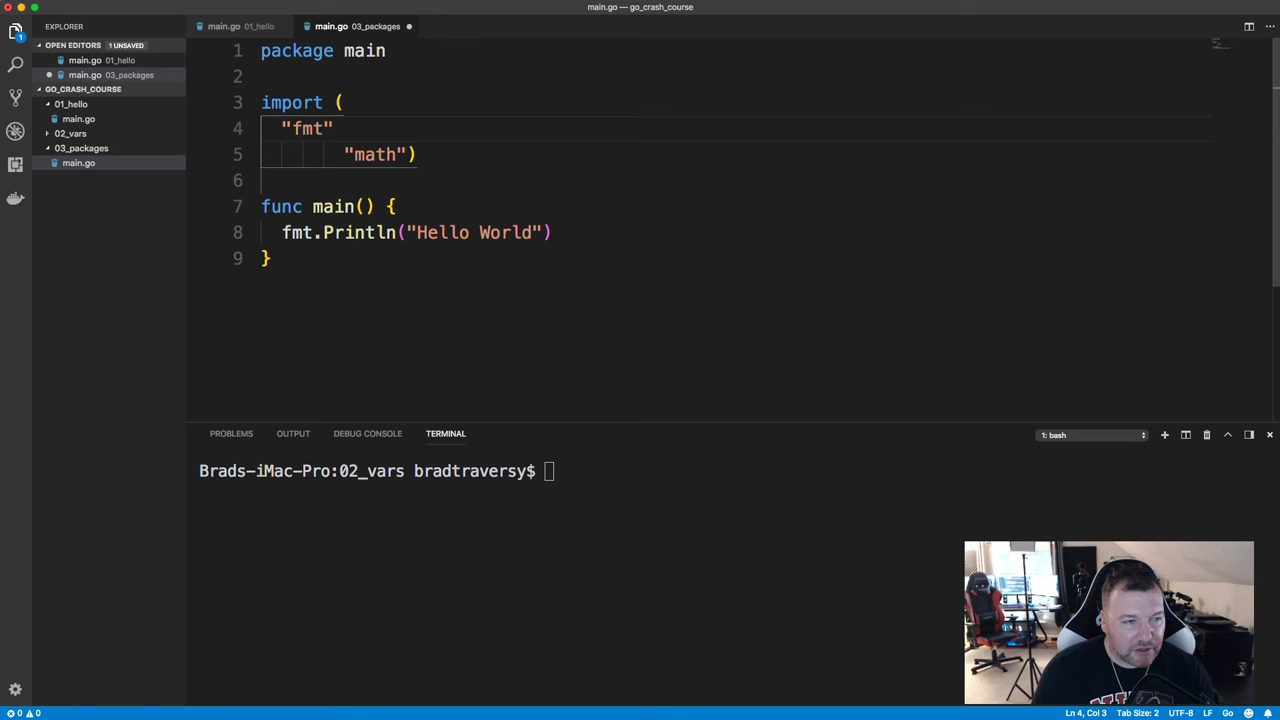 main.go — go_crash_course
EXPLORER
main.go 01_hello
main.go 03_packages
OPEN EDITORS 1 UNSAVED
main.go 01_hello
main.go 03_packages
GO_CRASH_COURSE
01_hello
main.go
02_vars
03_packages
main.go
1 package main
2
3 import (
4 "fmt"
5 "math")
6
7 func main() {
8 fmt.Println("Hello World")
9 }
PROBLEMS OUTPUT DEBUG CONSOLE TERMINAL
1: bash
Brads-iMac-Pro:02_vars bradtraversy$
0 0
Ln 4, Col 3 Tab Size: 2 UTF-8 LF Go